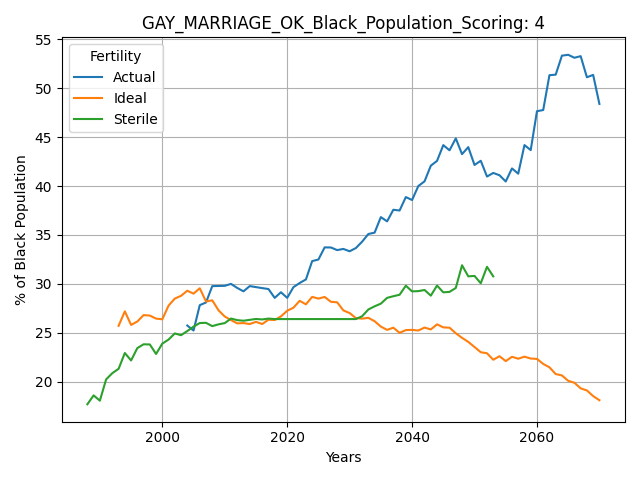 GAY_MARRIAGE_OK_Black_Population_Scoring: 4
Fertility
Actual
Ideal
Sterile
% of Black Population
55
50
45
40
35
30
25
20
2000 2020 2040 2060
Years